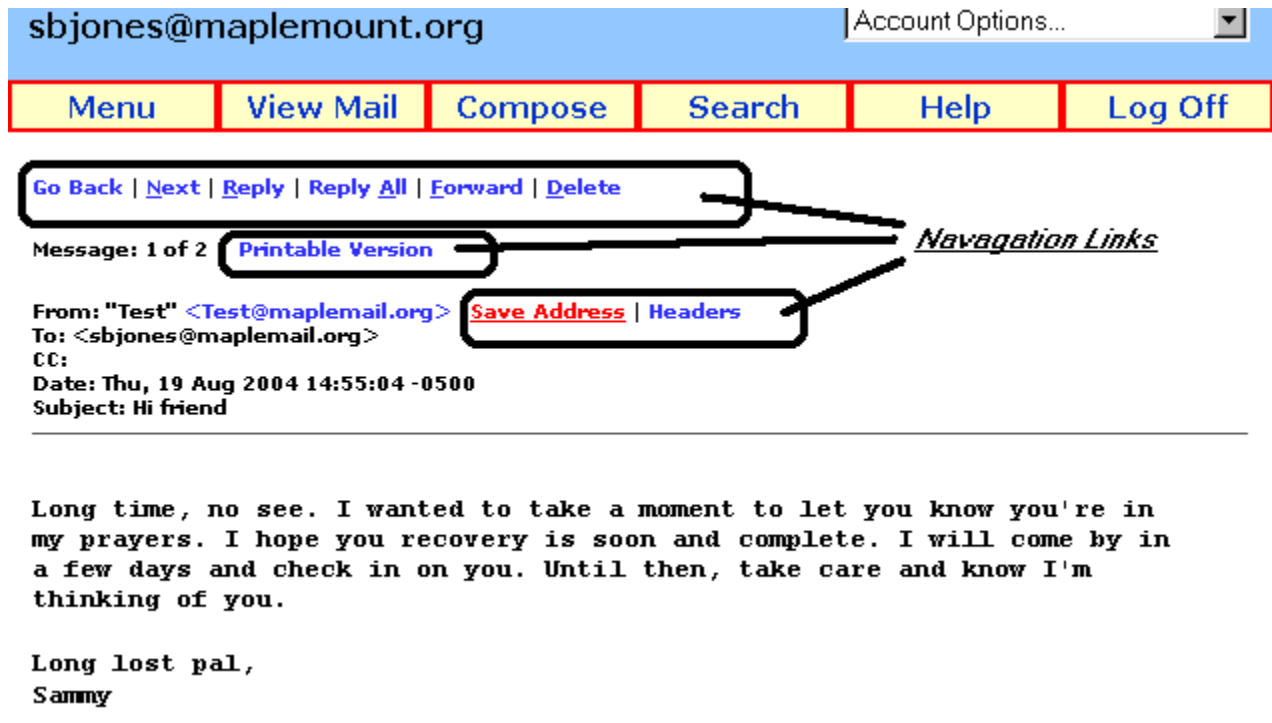 sbjones@maplemount.org
Account Options...
Menu View Mail Compose Search Help Log Off
Go Back | Next | Reply | Reply All | Forward | Delete
Navagation Links
Message: 1 of 2 Printable Version
From: "Test" <Test@maplemail.org> Save Address | Headers
To: <sbjones@maplemail.org>
CC:
Date: Thu, 19 Aug 2004 14:55:04 -0500
Subject: Hi friend
Long time, no see. I wanted to take a moment to let you know you're in
my prayers. I hope you recovery is soon and complete. I will come by in
a few days and check in on you. Until then, take care and know I'm
thinking of you.
Long lost pal,
Sammy